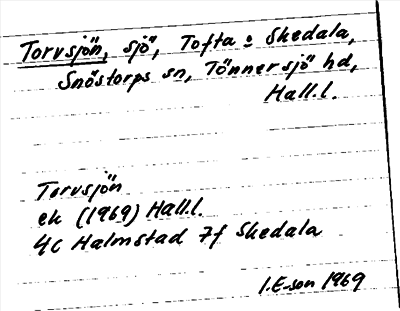 Torvsjön, sjö, Tofta o Skedala,
Snöstorps sn, Tönnersjö hd,
Hall.l.
Torvsjön
ek (1969) Hall.l.
4c Halmstad 7f Skedala
I.E-son 1969